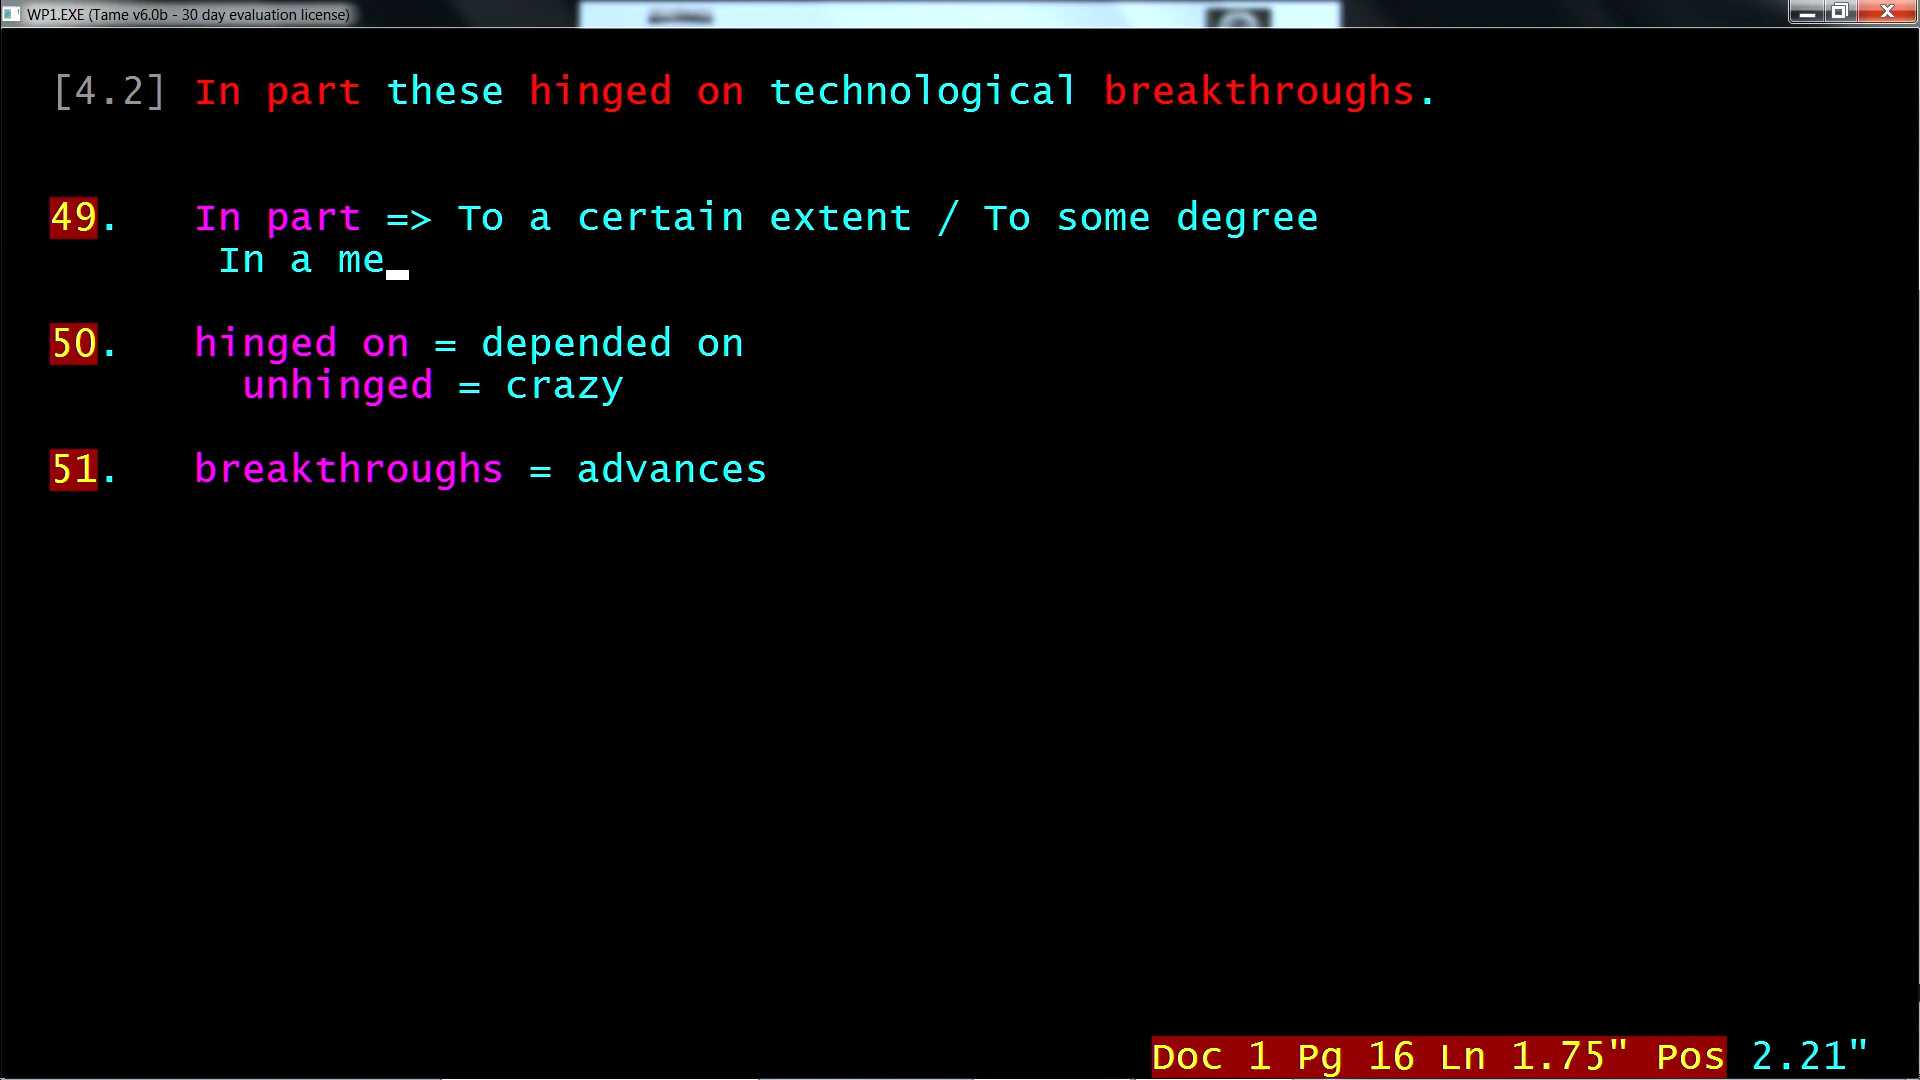 WP1.EXE (Tame v6.0b - 30 day evaluation license)
[4.2] In part these hinged on technological breakthroughs.
49. In part => To a certain extent / To some degree
In a me
50. hinged on = depended on
unhinged = crazy
51. breakthroughs = advances
Doc 1 Pg 16 Ln 1.75" Pos 2.21"